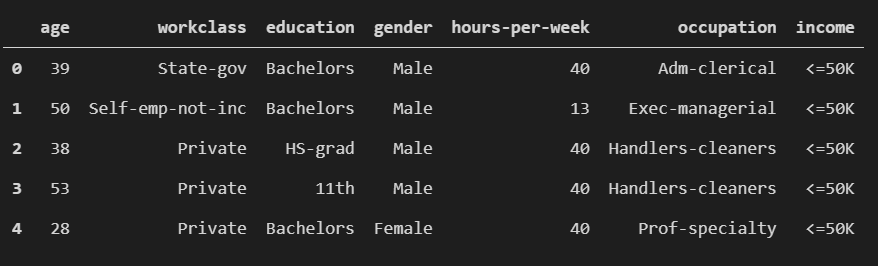 age workclass education gender hours-per-week occupation income
0 39 State-gov Bachelors Male 40 Adm-clerical <=50K
1 50 Self-emp-not-inc Bachelors Male 13 Exec-managerial <=50K
2 38 Private HS-grad Male 40 Handlers-cleaners <=50K
3 53 Private 11th Male 40 Handlers-cleaners <=50K
4 28 Private Bachelors Female 40 Prof-specialty <=50K